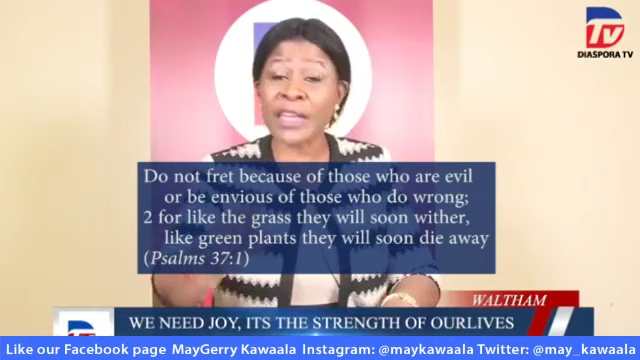 TV
DIASPORA TV
Do not fret because of those who are evil
or be envious of those who do wrong;
2 for like the grass they will soon wither,
like green plants they will soon die away
(Psalms 37:1)
WALTHAM
WE NEED JOY, ITS THE STRENGTH OF OURLIVES
Like our Facebook page MayGerry Kawaala Instagram: @maykawaala Twitter: @may_kawaala